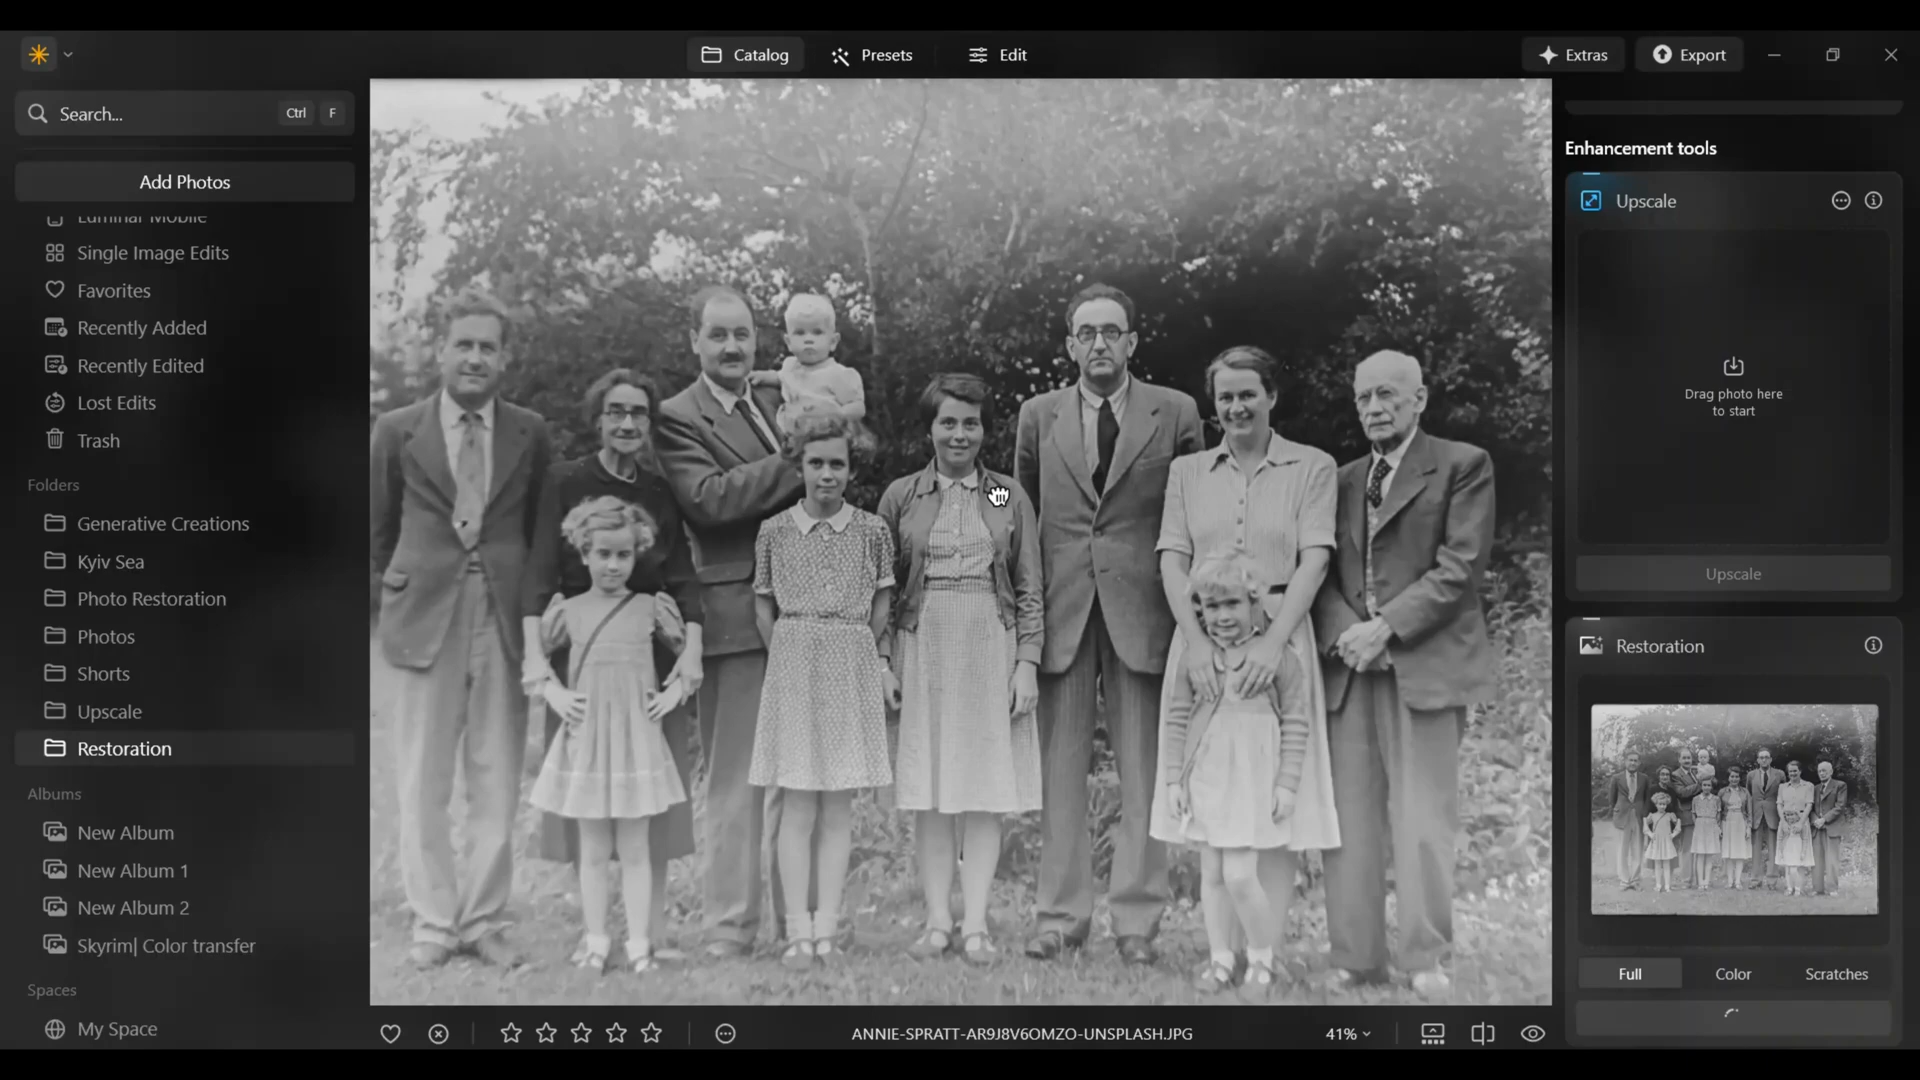 Catalog
Presets
Edit
Extras
Export
Search...
Ctrl
F
Add Photos
Luminar Mobile
Single Image Edits
Favorites
Recently Added
Recently Edited
Lost Edits
Trash
Folders
Generative Creations
Kyiv Sea
Photo Restoration
Photos
Shorts
Upscale
Restoration
Albums
New Album
New Album 1
New Album 2
Skyrim| Color transfer
Spaces
My Space
ANNIE-SPRATT-AR9J8V6OMZO-UNSPLASH.JPG
41%
Enhancement tools
Upscale
Drag photo here
to start
Upscale
Restoration
Full
Color
Scratches